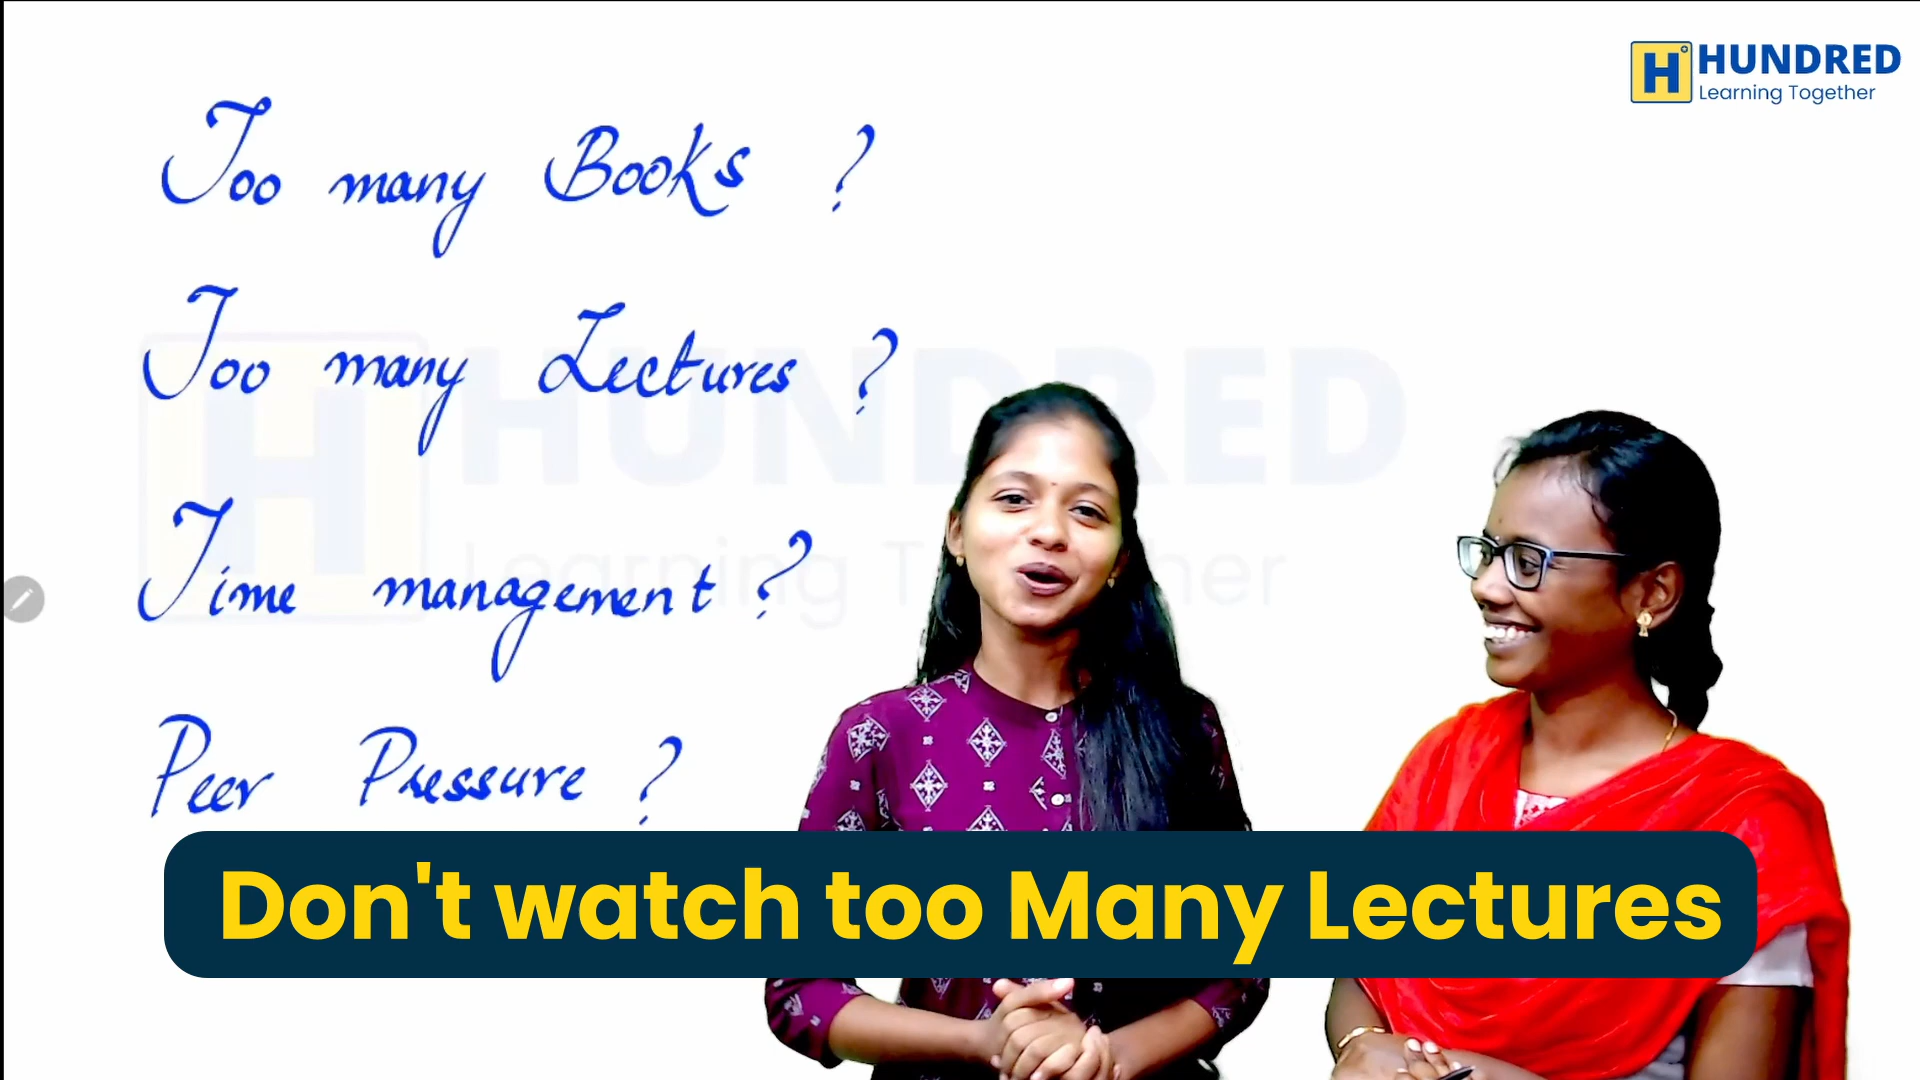 H° HUNDRED
Learning Together
Too many Books ?
Too many Lectures ?
Time management ?
Peer Pressure ?
Don't watch too Many Lectures